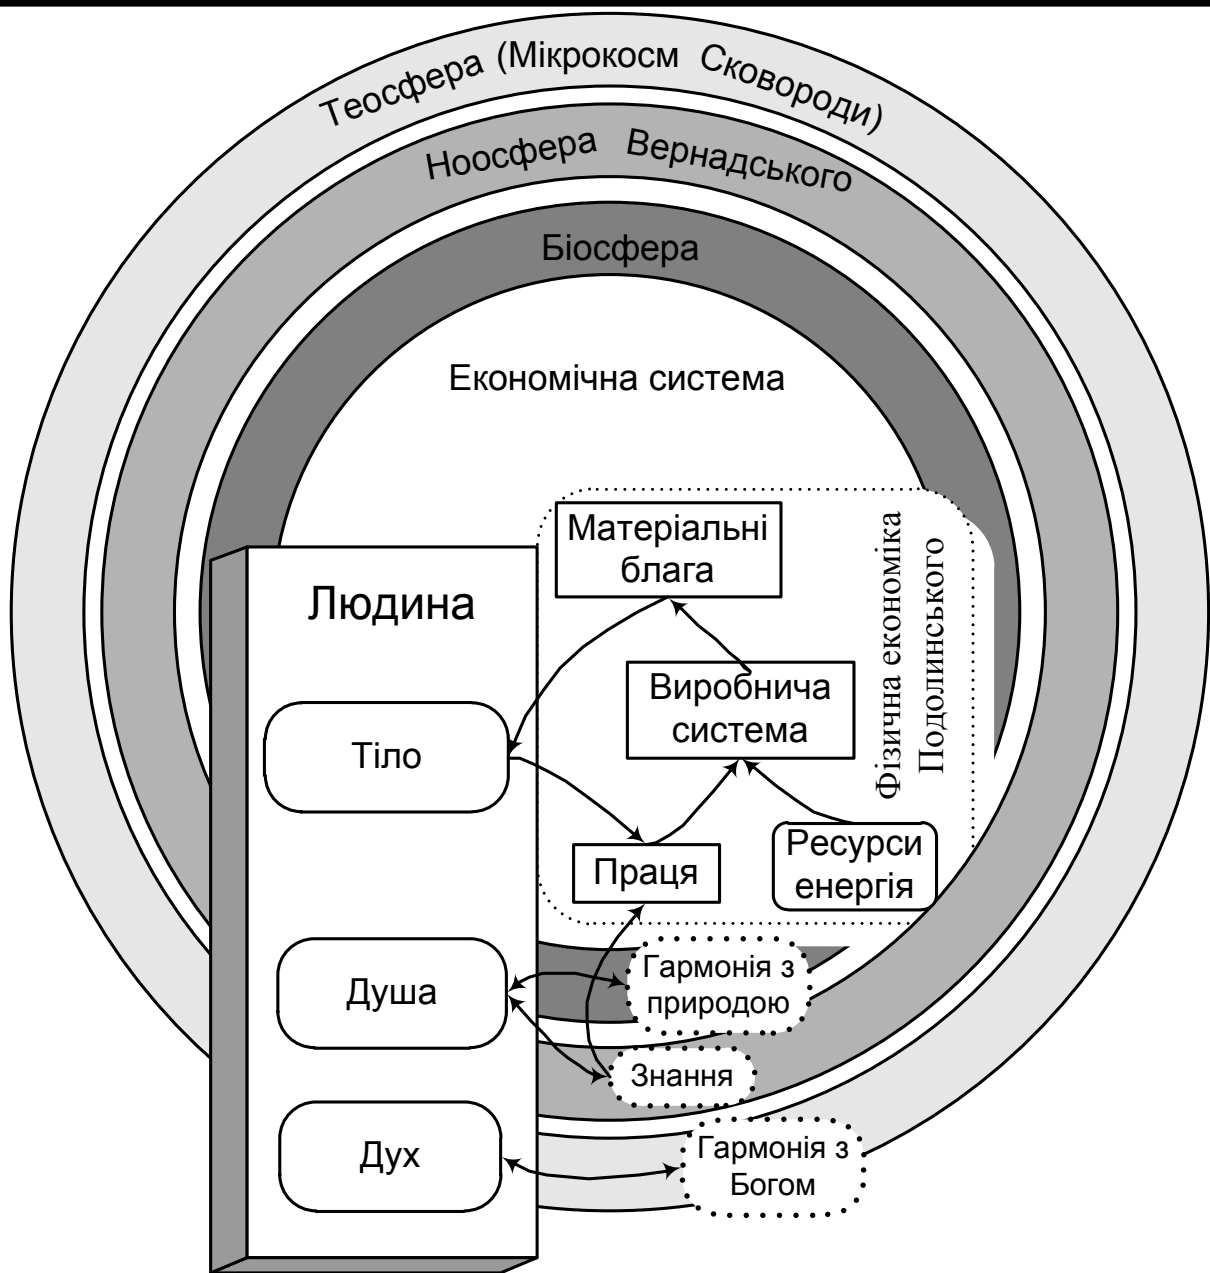 Теосфера (Мікрокосм Сковороди)
Ноосфера Вернадського
Біосфера
Економічна система
Матеріальні
блага
Фізична економіка
Подолинського
Людина
Виробнича
система
Тіло
Ресурси
енергія
Праця
Гармонія з
природою
Душа
Знання
Дух
Гармонія з
Богом